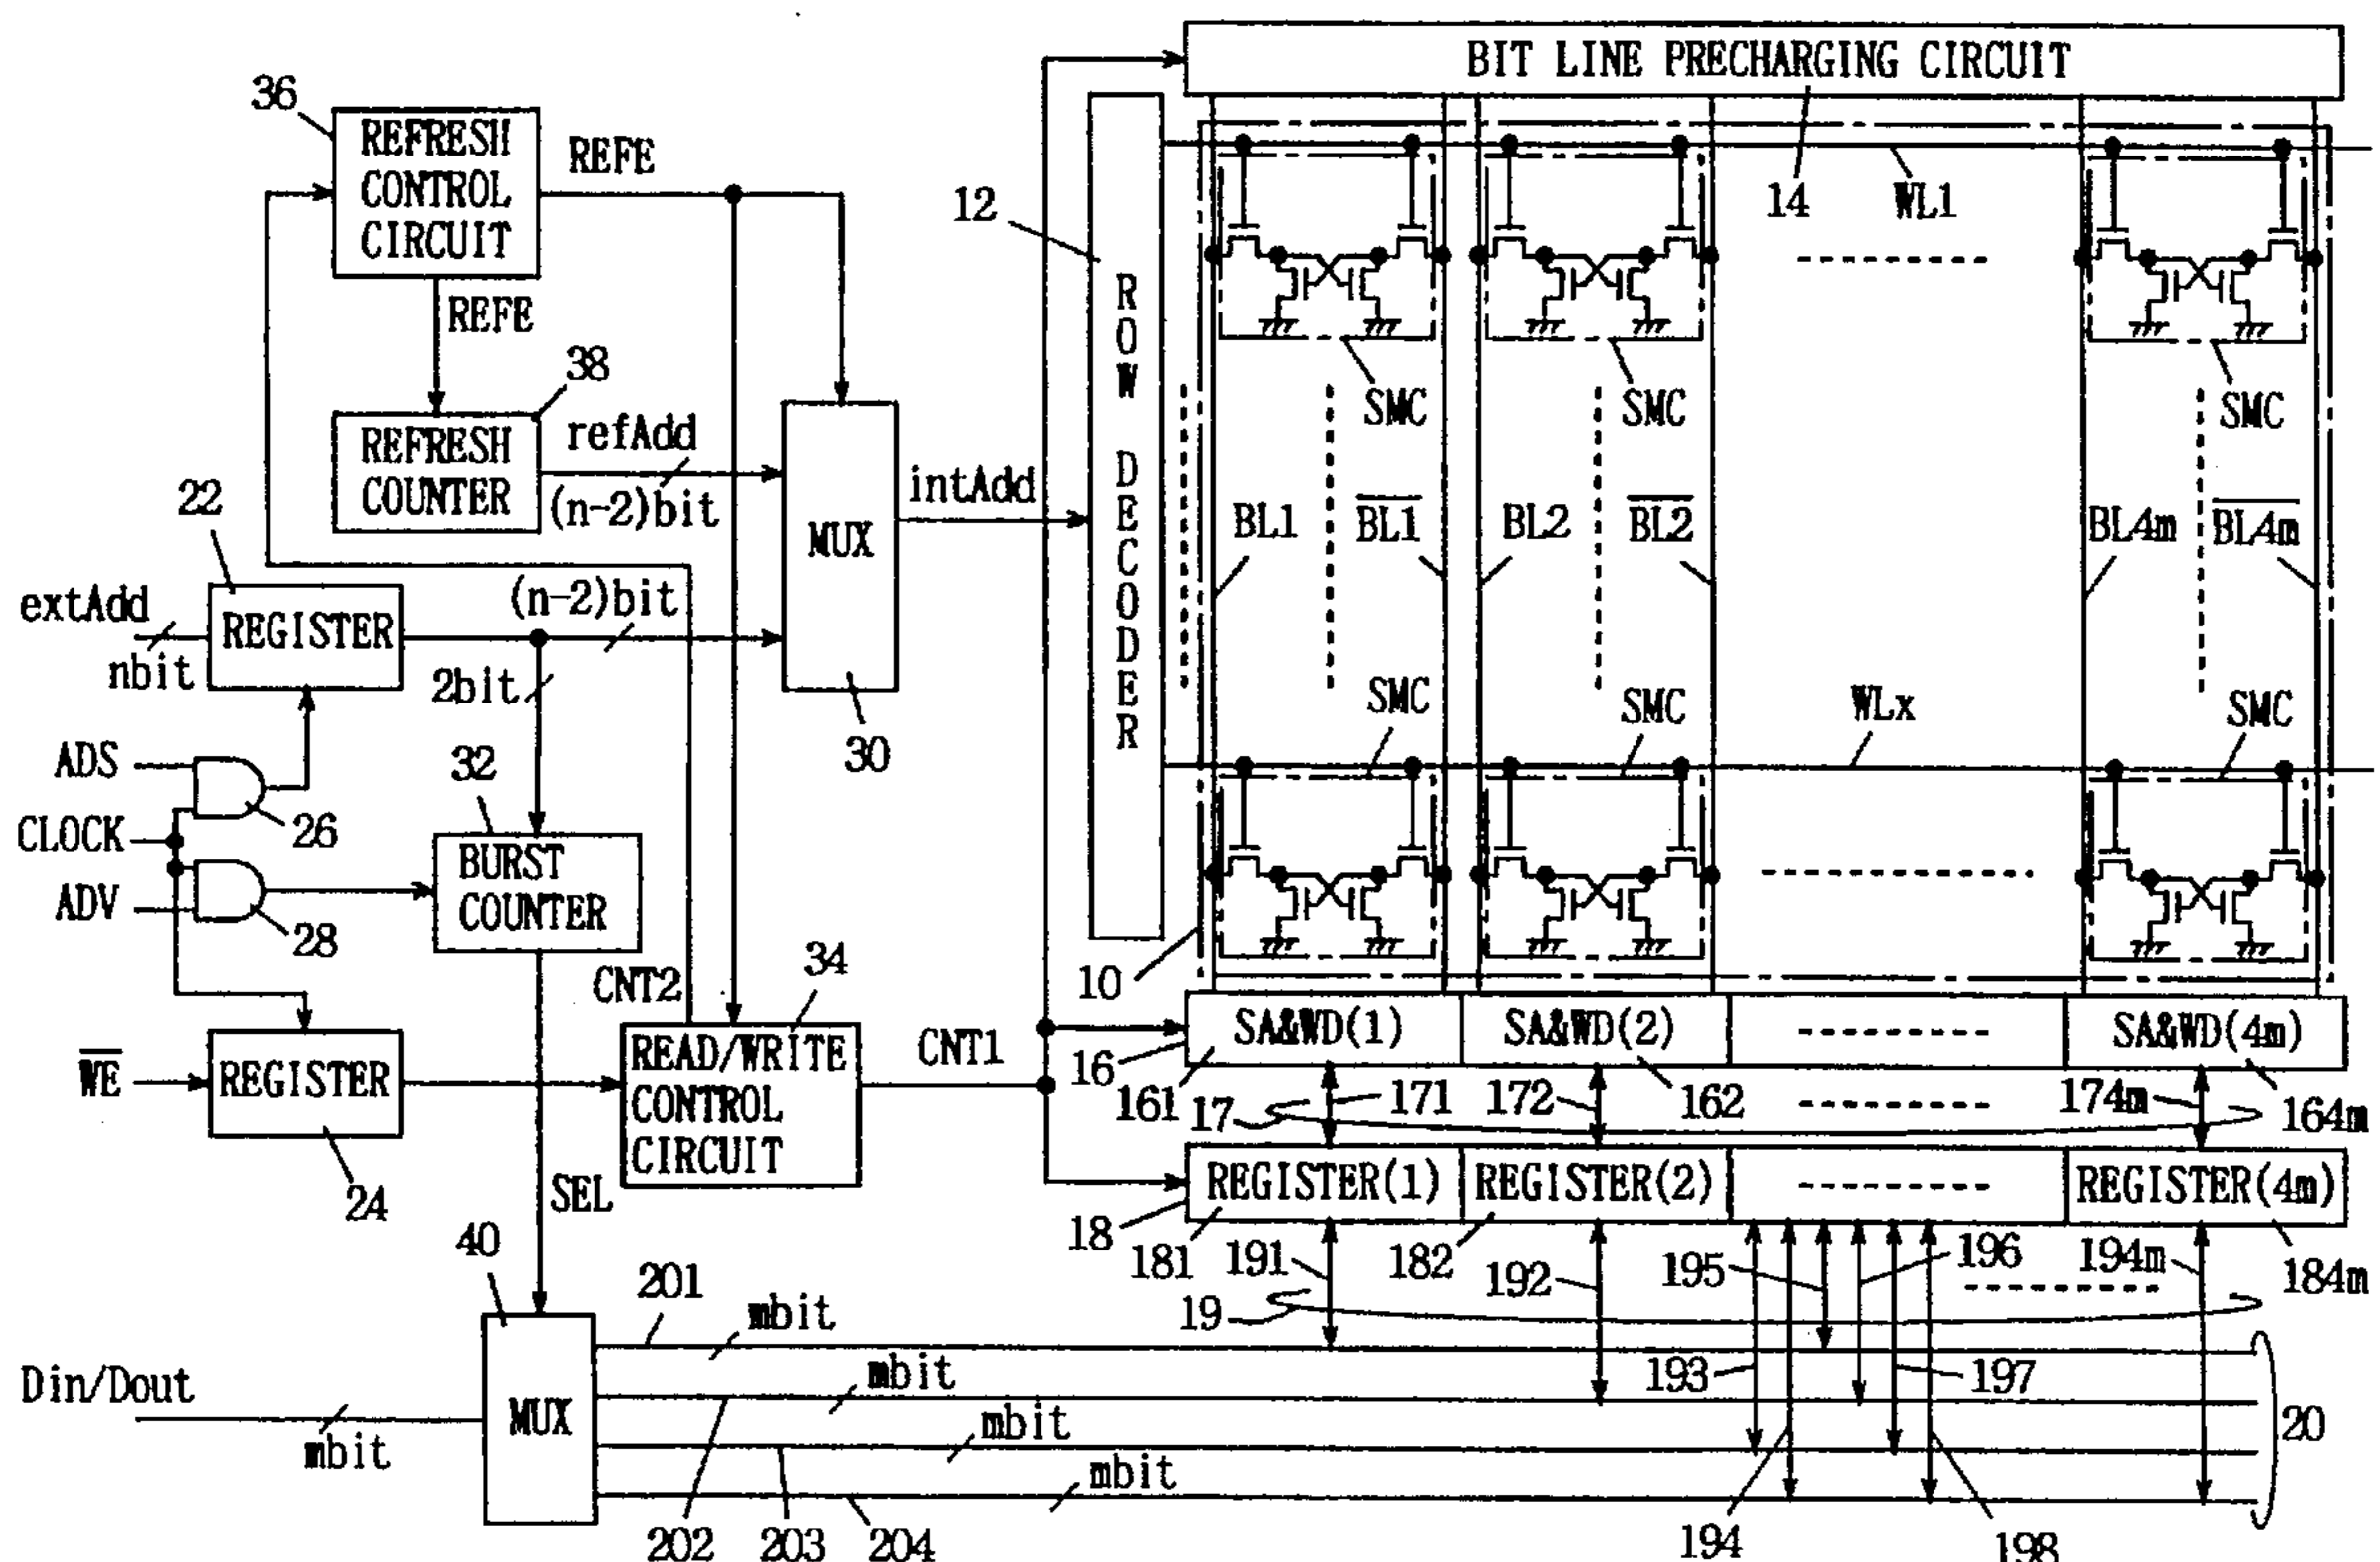 BIT LINE PRECHARGING CIRCUIT
36
REFRESH
CONTROL
CIRCUIT
REFE
12
14
WL1
REFE
38
REFRESH
COUNTER
refAdd
(n-2)bit
SMC
SMC
SMC
ROW DECODER
22
intAdd
MUX
BL1
B̅L̅1̅
BL2
B̅L̅2̅
BL4m
B̅L̅4̅m̅
extAdd
nbit
REGISTER
(n-2)bit
2bit
30
SMC
SMC
WLx
SMC
ADS
26
32
CLOCK
BURST
COUNTER
ADV
28
CNT2
34
10
W̅E̅
REGISTER
24
READ/WRITE
CONTROL
CIRCUIT
CNT1
SA&WD(1)
SA&WD(2)
SA&WD(4m)
16
161
17
171
172
162
174m
164m
SEL
REGISTER(1)
REGISTER(2)
REGISTER(4m)
18
181
191
182
192
195
196
194m
184m
40
201
mbit
19
Din/Dout
mbit
MUX
mbit
193
197
20
mbit
mbit
202
203
204
194
198